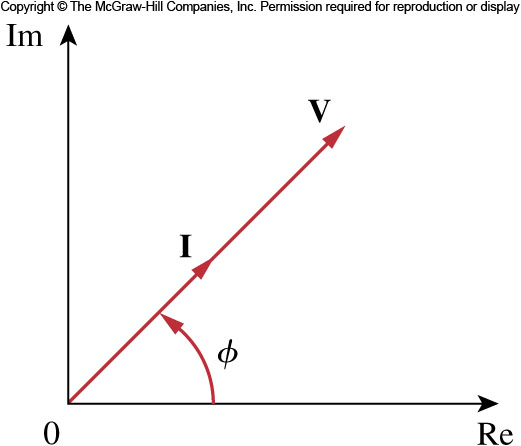 Copyright © The McGraw-Hill Companies, Inc. Permission required for reproduction or display
Im
V
I
ϕ
0
Re